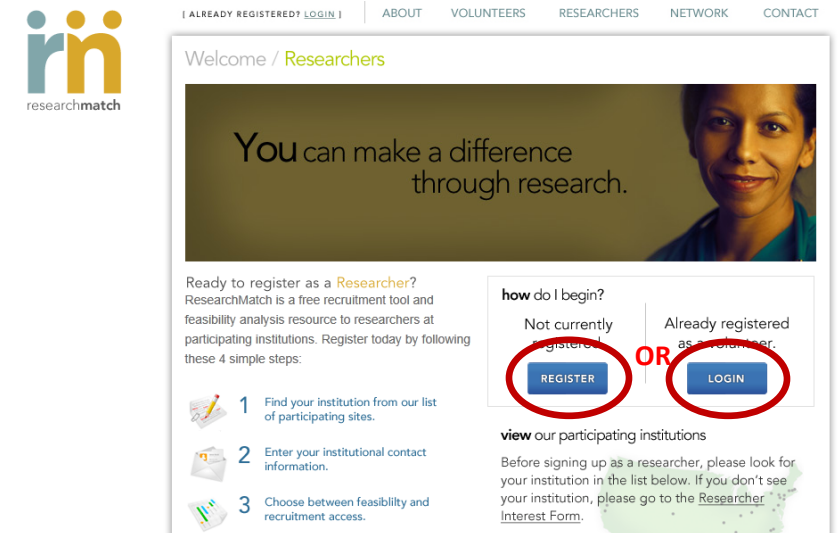 [ ALREADY REGISTERED? LOGIN ]
ABOUT VOLUNTEERS RESEARCHERS NETWORK CONTACT
rm
researchmatch
Welcome / Researchers
You can make a difference
through research.
Ready to register as a Researcher?
ResearchMatch is a free recruitment tool and
feasibility analysis resource to researchers at
participating institutions. Register today by following
these 4 simple steps:
1 Find your institution from our list
of participating sites.
2 Enter your institutional contact
information.
3 Choose between feasiblilty and
recruitment access.
how do I begin?
Not currently
registered.
REGISTER
OR
Already registered
as a volunteer.
LOGIN
view our participating institutions
Before signing up as a researcher, please look for
your institution in the list below. If you don't see
your institution, please go to the Researcher
Interest Form.